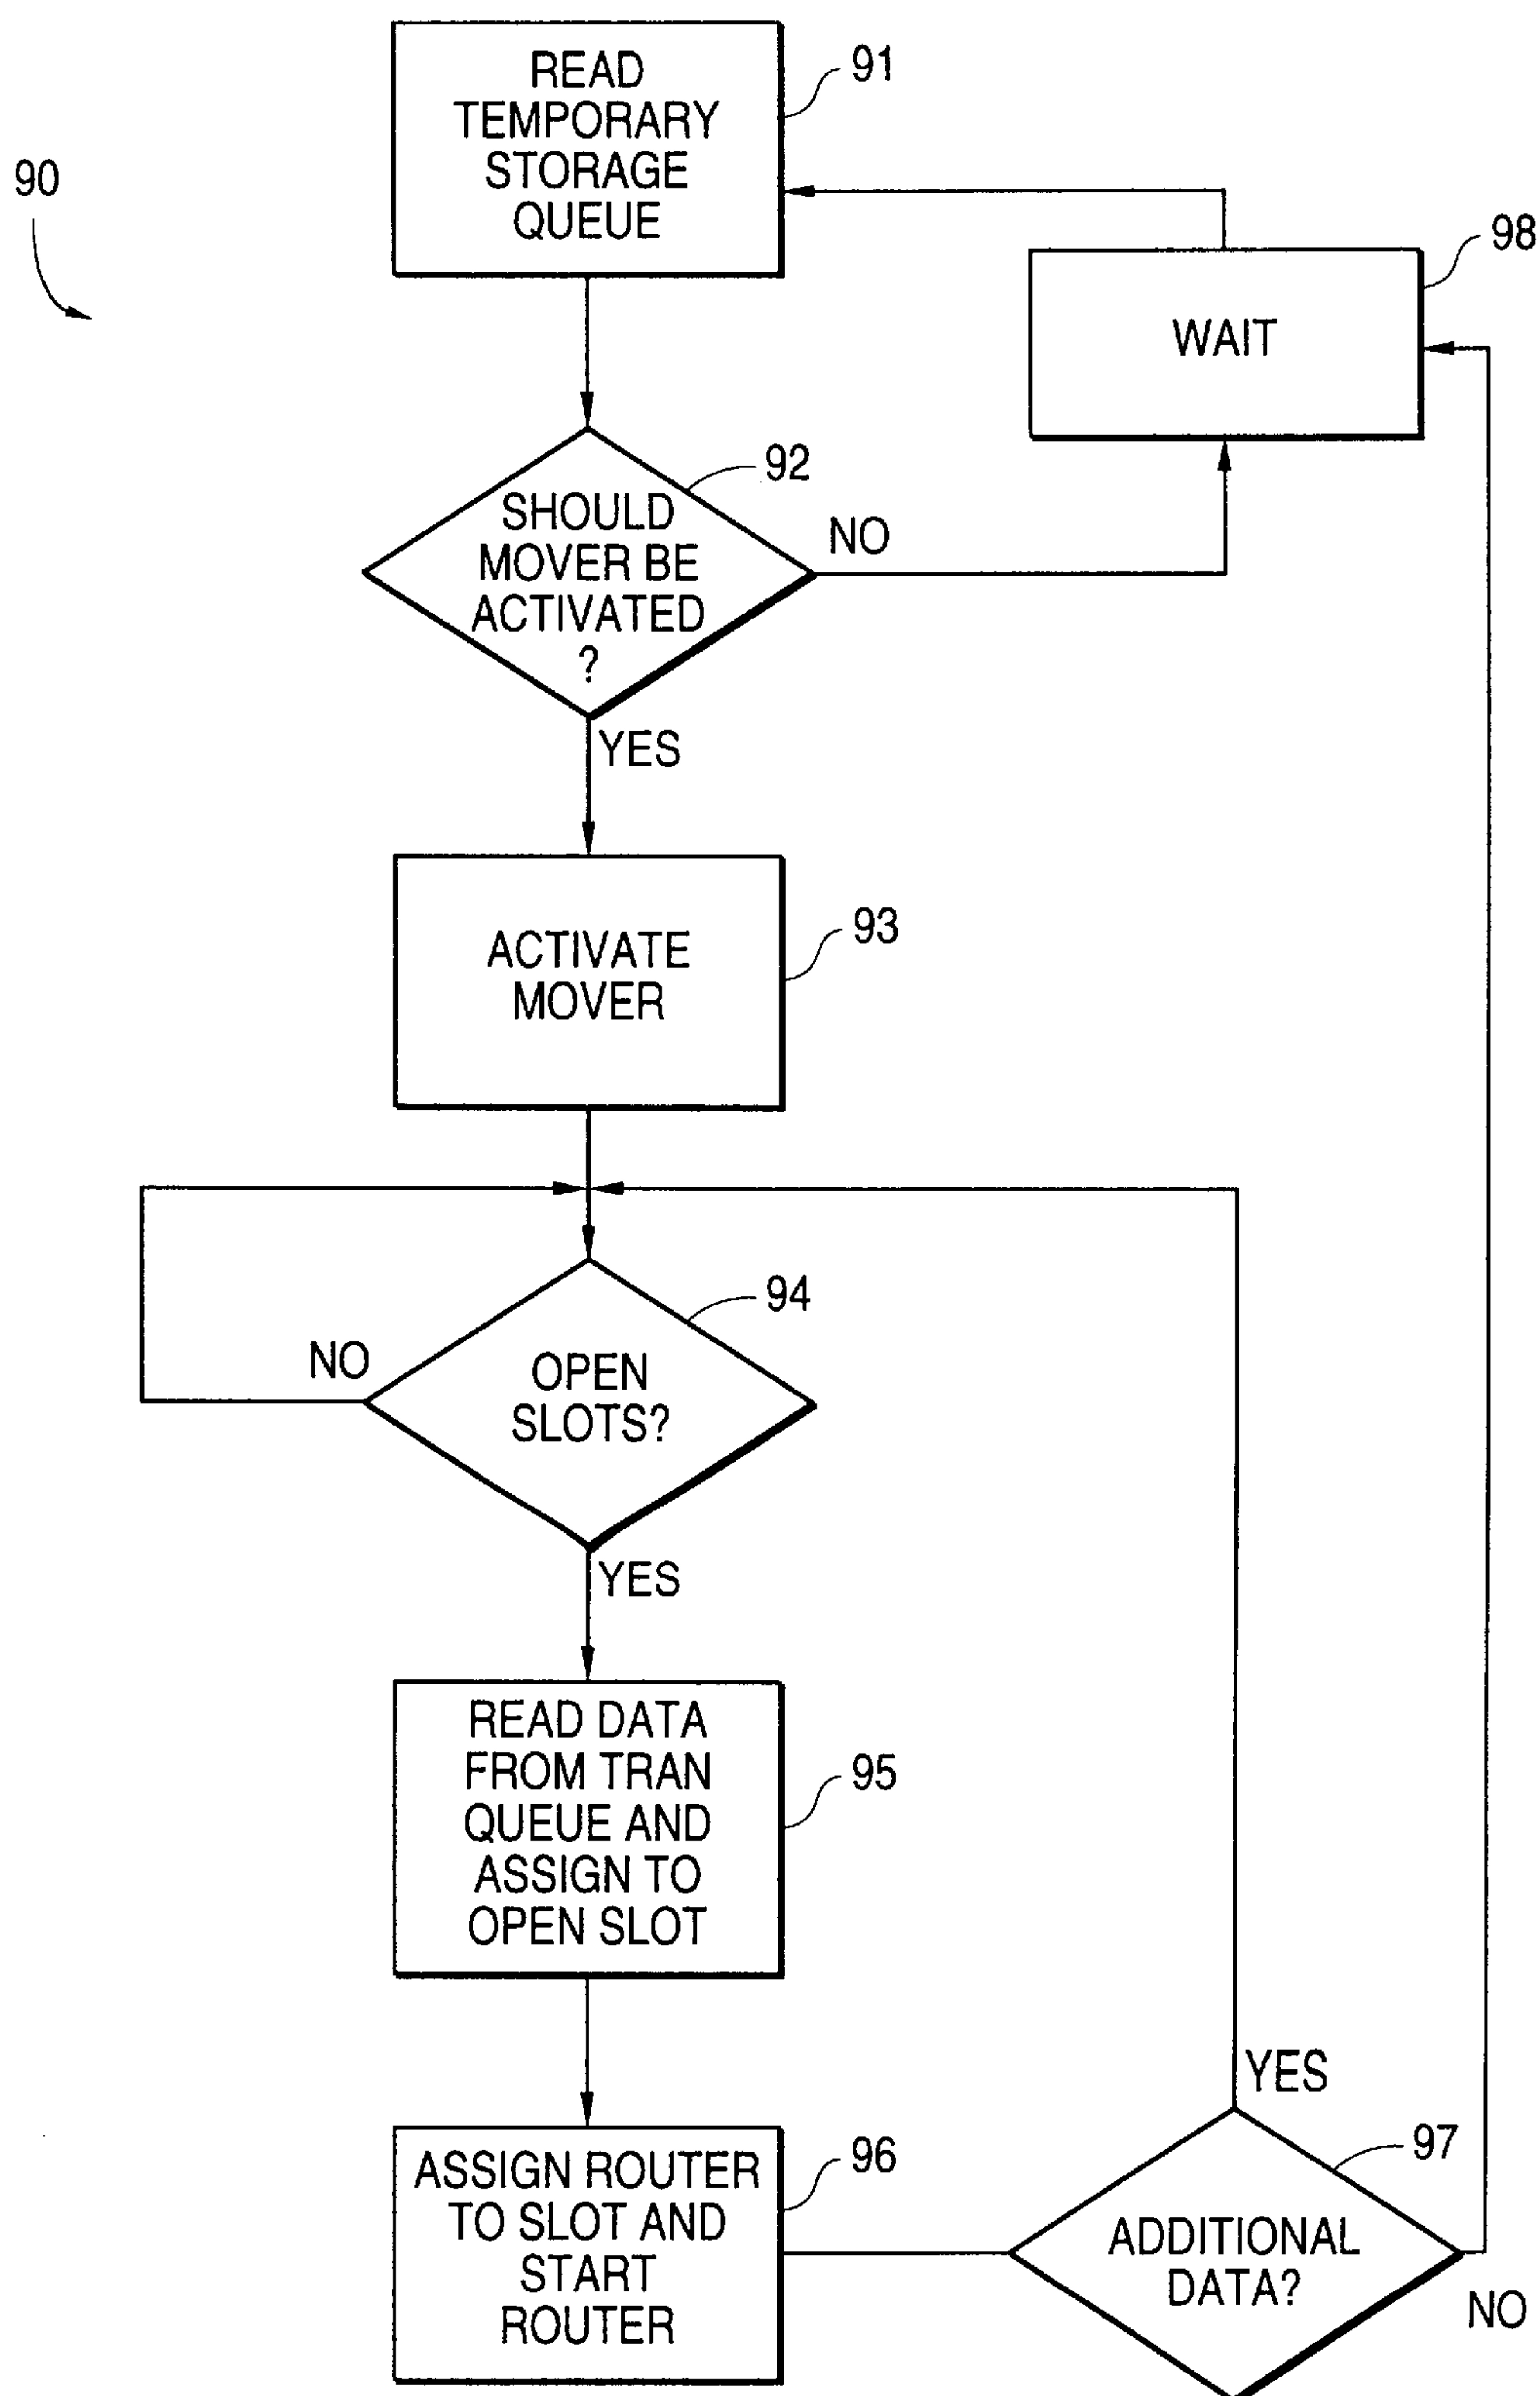 READ
TEMPORARY
STORAGE
QUEUE
91
90
98
WAIT
92
SHOULD
MOVER BE
ACTIVATED
?
NO
YES
ACTIVATE
MOVER
93
94
NO
OPEN
SLOTS?
YES
READ DATA
FROM TRAN
QUEUE AND
ASSIGN TO
OPEN SLOT
95
YES
ASSIGN ROUTER
TO SLOT AND
START
ROUTER
96
97
ADDITIONAL
DATA?
NO